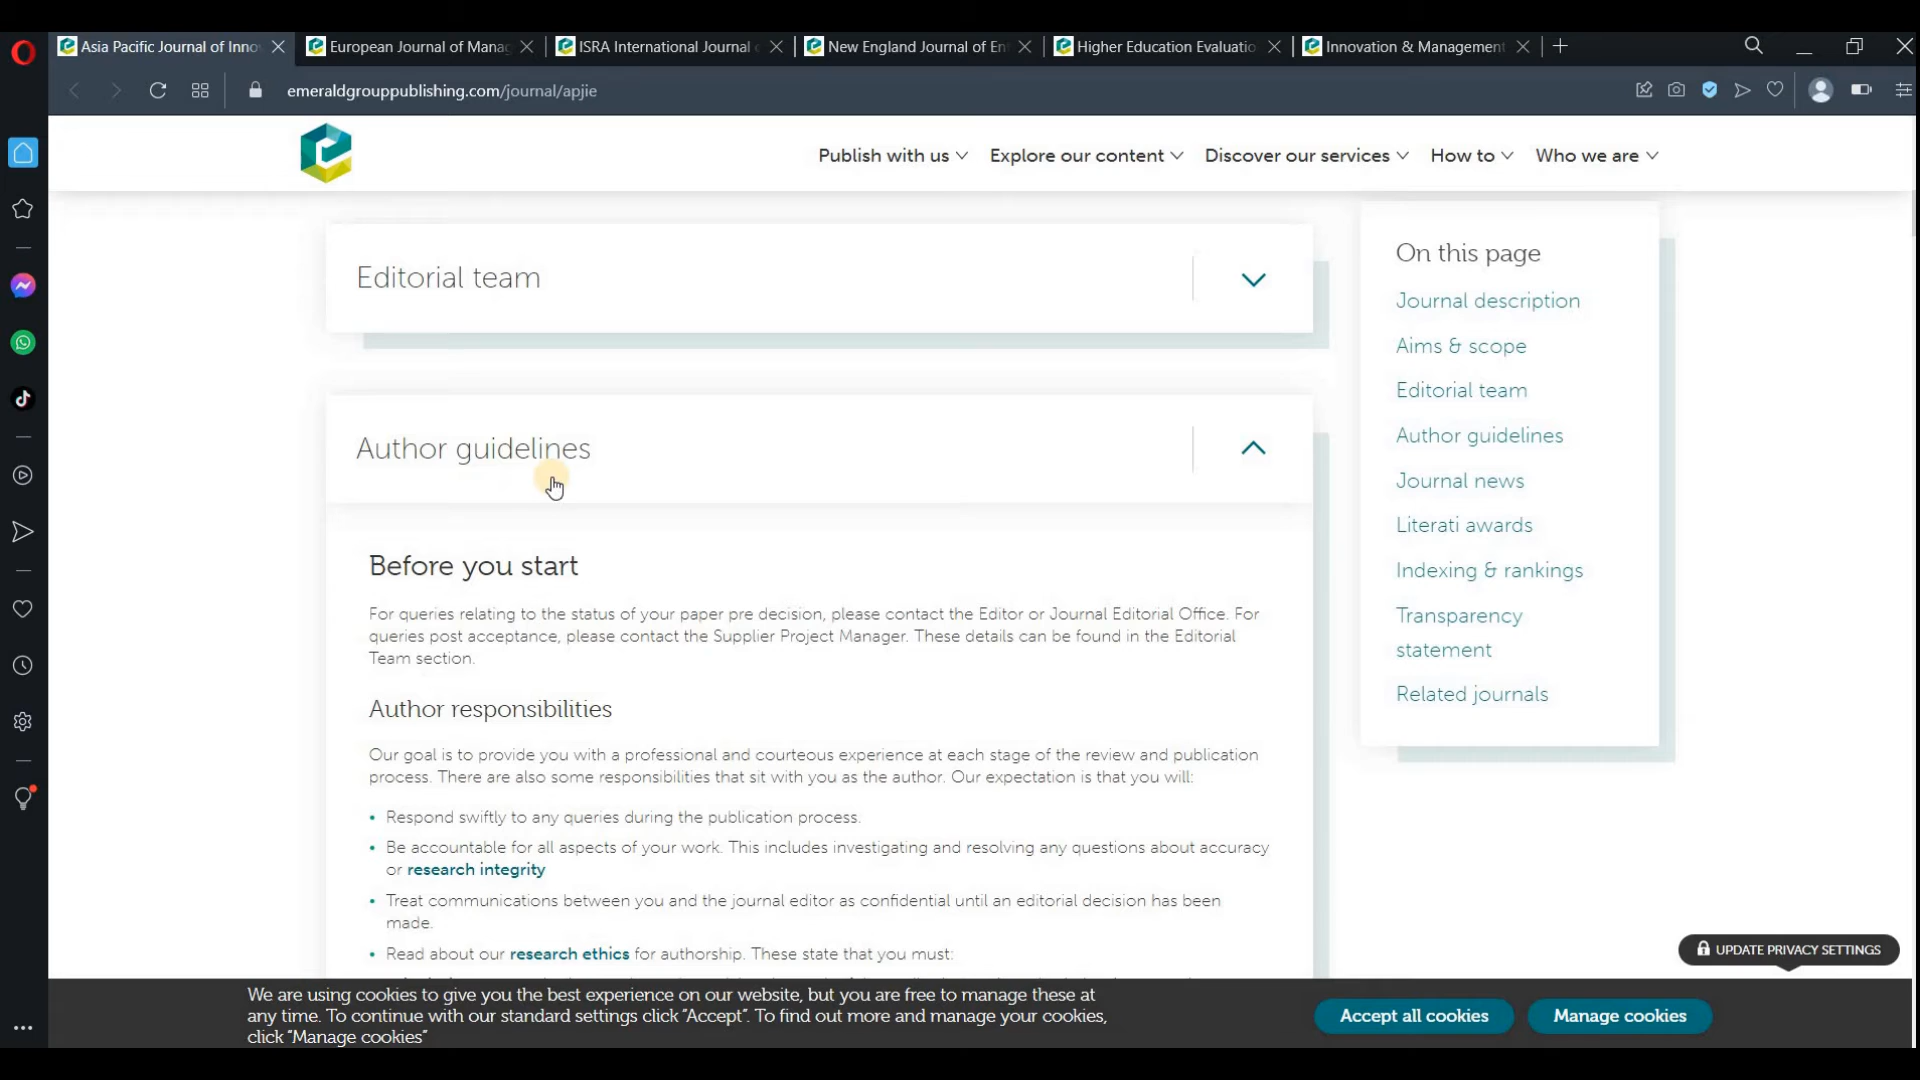 Asia Pacific Journal of Inno
European Journal of Mana
ISRA International Journal
New England Journal of En
Higher Education Evaluatio
Innovation & Management
emeraldgrouppublishing.com/journal/apjie
Publish with us
Explore our content
Discover our services
How to
Who we are
Editorial team
Author guidelines
Before you start
For queries relating to the status of your paper pre decision, please contact the Editor or Journal Editorial Office. For
queries post acceptance, please contact the Supplier Project Manager. These details can be found in the Editorial
Team section.
Author responsibilities
Our goal is to provide you with a professional and courteous experience at each stage of the review and publication
process. There are also some responsibilities that sit with you as the author. Our expectation is that you will:
• Respond swiftly to any queries during the publication process.
• Be accountable for all aspects of your work. This includes investigating and resolving any questions about accuracy
or research integrity
• Treat communications between you and the journal editor as confidential until an editorial decision has been
made.
• Read about our research ethics for authorship. These state that you must:
On this page
Journal description
Aims & scope
Editorial team
Author guidelines
Journal news
Literati awards
Indexing & rankings
Transparency
statement
Related journals
UPDATE PRIVACY SETTINGS
We are using cookies to give you the best experience on our website, but you are free to manage these at
any time. To continue with our standard settings click "Accept". To find out more and manage your cookies,
click "Manage cookies"
Accept all cookies
Manage cookies